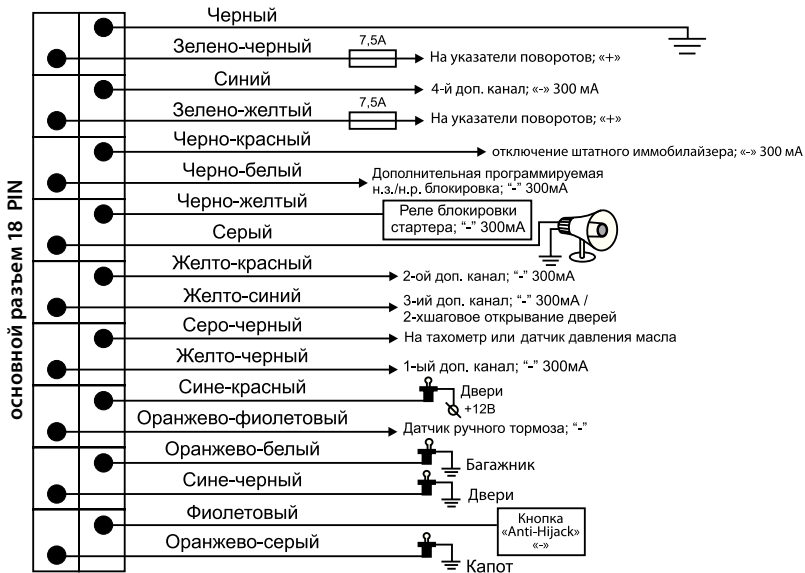 основной разъем 18 PIN
Черный
Зелено-черный
7,5А
На указатели поворотов; «+»
Синий
4-й доп. канал; «-» 300 мА
Зелено-желтый
7,5А
На указатели поворотов; «+»
Черно-красный
отключение штатного иммобилайзера; «-» 300 мА
Черно-белый
Дополнительная программируемая
н.з./н.р. блокировка; “-” 300мА
Черно-желтый
Реле блокировки
стартера; “-” 300мА
Серый
Желто-красный
2-ой доп. канал; “-” 300мА
Желто-синий
3-ий доп. канал; “-” 300мА /
2-хшаговое открывание дверей
Серо-черный
На тахометр или датчик давления масла
Желто-черный
1-ый доп. канал; “-” 300мА
Сине-красный
Двери
+12В
Оранжево-фиолетовый
Датчик ручного тормоза; “-”
Оранжево-белый
Багажник
Сине-черный
Двери
Фиолетовый
Кнопка
«Anti-Hijack»
«-»
Оранжево-серый
Капот